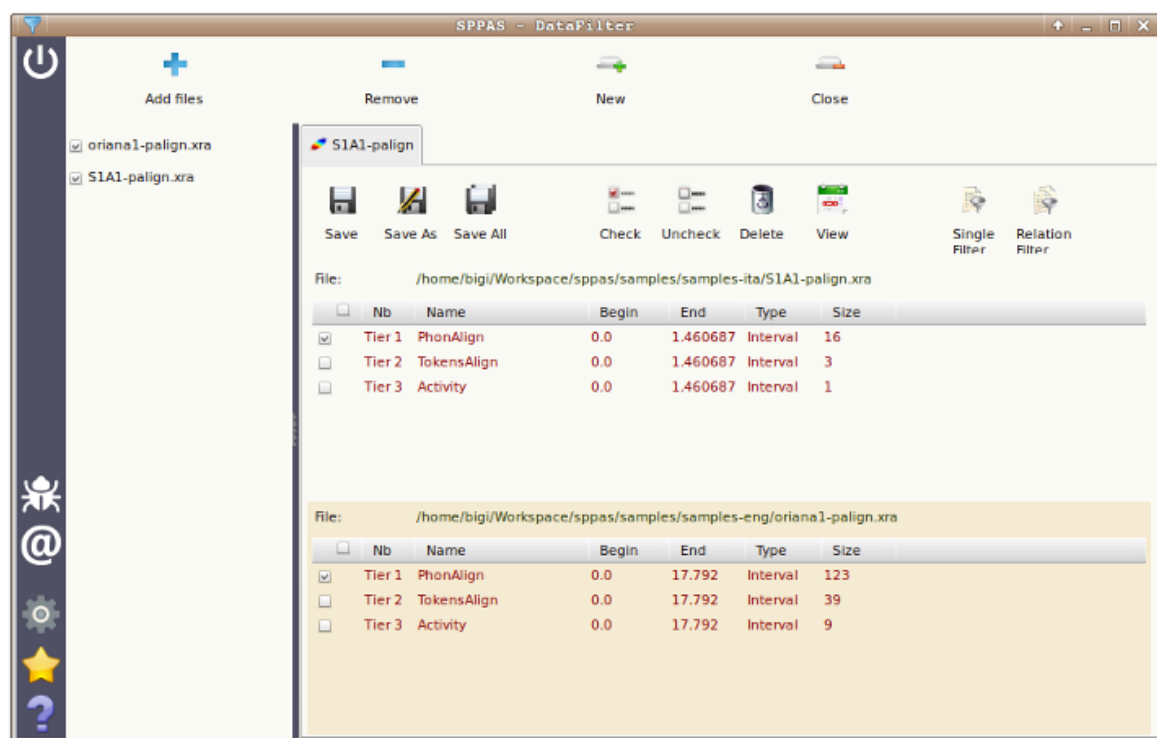 SPPAS - DataFilter
Add files Remove New Close
oriana1-palign.xra
S1A1-palign.xra
S1A1-palign
Save Save As Save All Check Uncheck Delete View Single Filter Relation Filter
File: /home/bigi/Workspace/sppas/samples/samples-ita/S1A1-palign.xra
Nb Name Begin End Type Size
Tier 1 PhonAlign 0.0 1.460687 Interval 16
Tier 2 TokensAlign 0.0 1.460687 Interval 3
Tier 3 Activity 0.0 1.460687 Interval 1
File: /home/bigi/Workspace/sppas/samples/samples-eng/oriana1-palign.xra
Nb Name Begin End Type Size
Tier 1 PhonAlign 0.0 17.792 Interval 123
Tier 2 TokensAlign 0.0 17.792 Interval 39
Tier 3 Activity 0.0 17.792 Interval 9